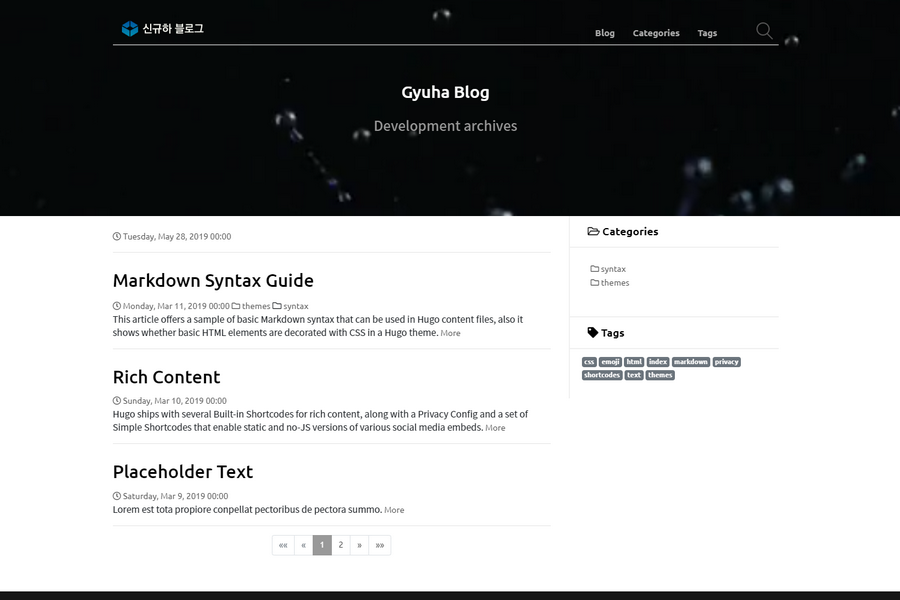 신규하 블로그
Blog Categories Tags
Gyuha Blog
Development archives
Tuesday, May 28, 2019 00:00
Markdown Syntax Guide
Monday, Mar 11, 2019 00:00 themes syntax
This article offers a sample of basic Markdown syntax that can be used in Hugo content files, also it
shows whether basic HTML elements are decorated with CSS in a Hugo theme. More
Rich Content
Sunday, Mar 10, 2019 00:00
Hugo ships with several Built-in Shortcodes for rich content, along with a Privacy Config and a set of
Simple Shortcodes that enable static and no-JS versions of various social media embeds. More
Placeholder Text
Saturday, Mar 9, 2019 00:00
Lorem est tota propiore conpellat pectoribus de pectora summo. More
«« « 1 2 » »»
Categories
syntax
themes
Tags
css emoji html index markdown privacy
shortcodes text themes